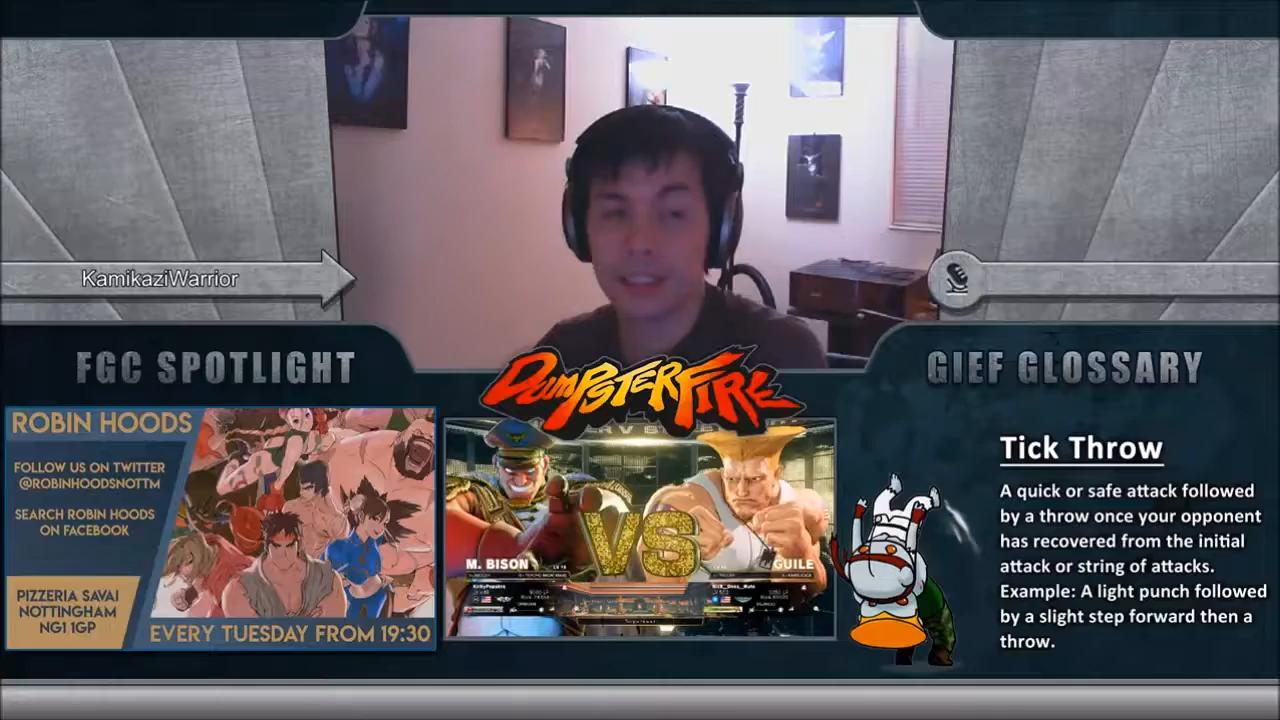 KamikaziWarrior
FGC SPOTLIGHT
ROBIN HOODS
FOLLOW US ON TWITTER
@ROBINHOODSNOTTM
SEARCH ROBIN HOODS
ON FACEBOOK
PIZZERIA SAVAI
NOTTINGHAM
NG1 1GP
EVERY TUESDAY FROM 19:30
DUMPSTER FIRE
M. BISON
VS
GUILE
GIEF GLOSSARY
Tick Throw
A quick or safe attack followed
by a throw once your opponent
has recovered from the initial
attack or string of attacks.
Example: A light punch followed
by a slight step forward then a
throw.